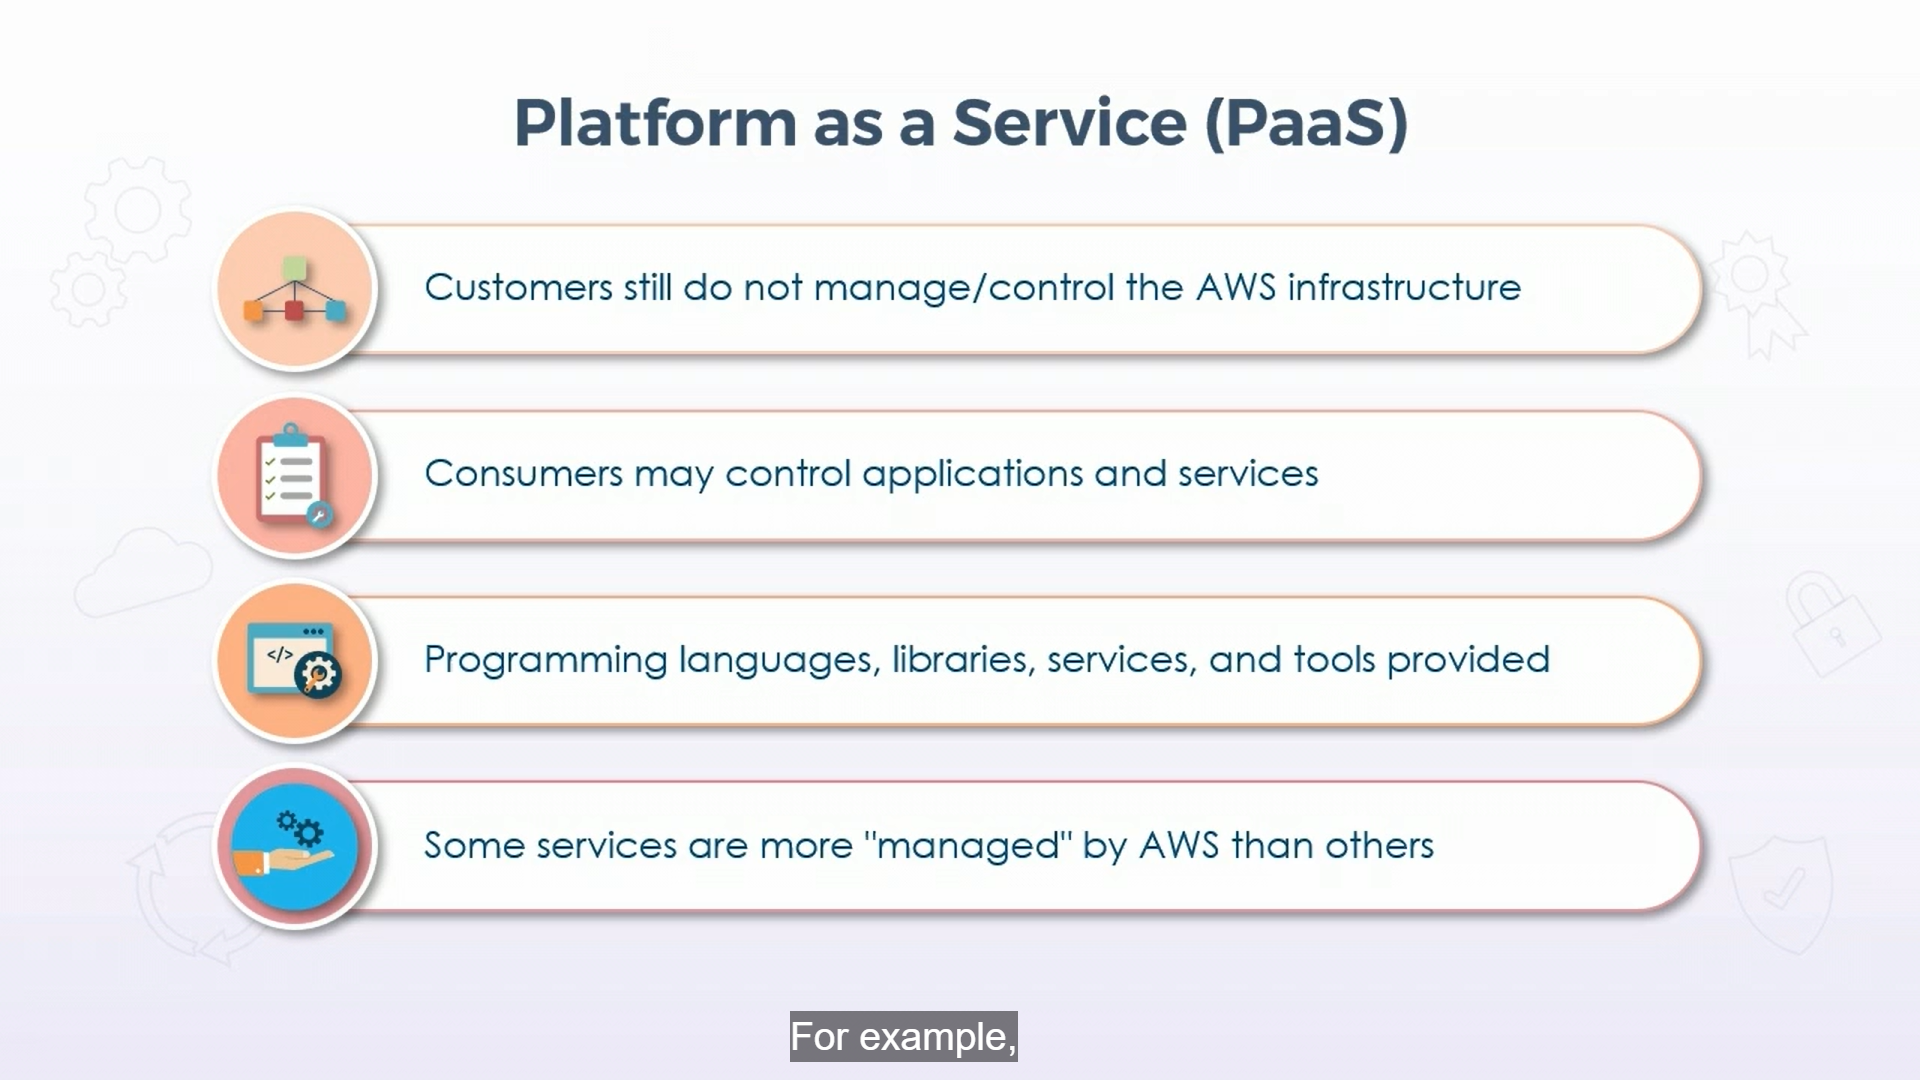 Platform as a Service (PaaS)
Customers still do not manage/control the AWS infrastructure
Consumers may control applications and services
</>
Programming languages, libraries, services, and tools provided
Some services are more "managed" by AWS than others
For example,